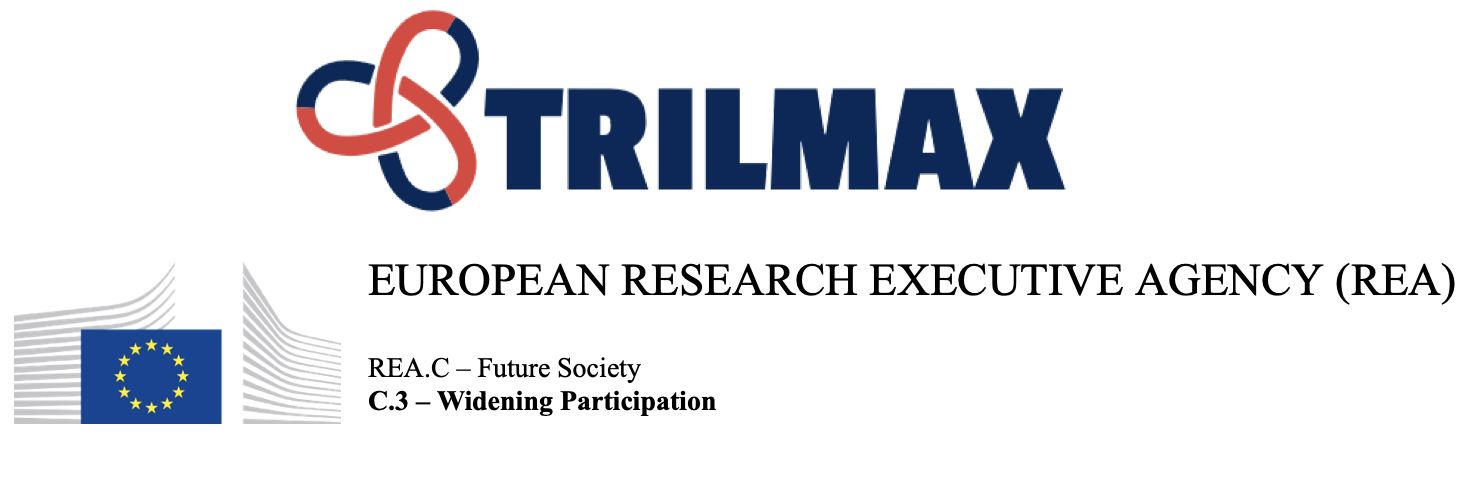 TRILMAX
EUROPEAN RESEARCH EXECUTIVE AGENCY (REA)
REA.C – Future Society
C.3 – Widening Participation